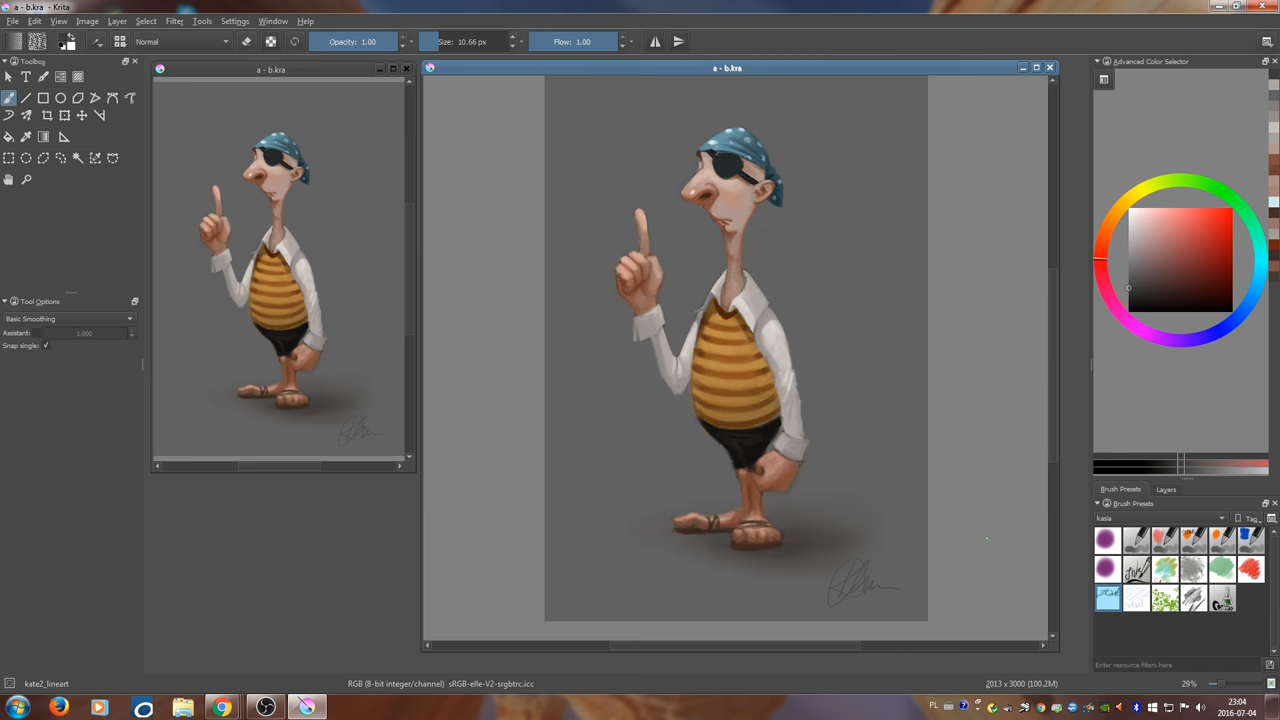 a - b.kra - Krita
File Edit View Image Layer Select Filter Tools Settings Window Help
Normal
Opacity: 1.00
Size: 10.66 px
Flow: 1.00
Toolbox
a - b.kra
a - b.kra
Advanced Color Selector
Tool Options
Basic Smoothing
Assistant: 1,000
Snap single:
Brush Presets Layers
Brush Presets
kasia
Tag
Enter resource filters here
kate2_lineart
RGB (8-bit integer/channel) sRGB-elle-V2-srgbtrc.icc
2013 x 3000 (100.2M)
29%
PL
23:04
2016-07-04